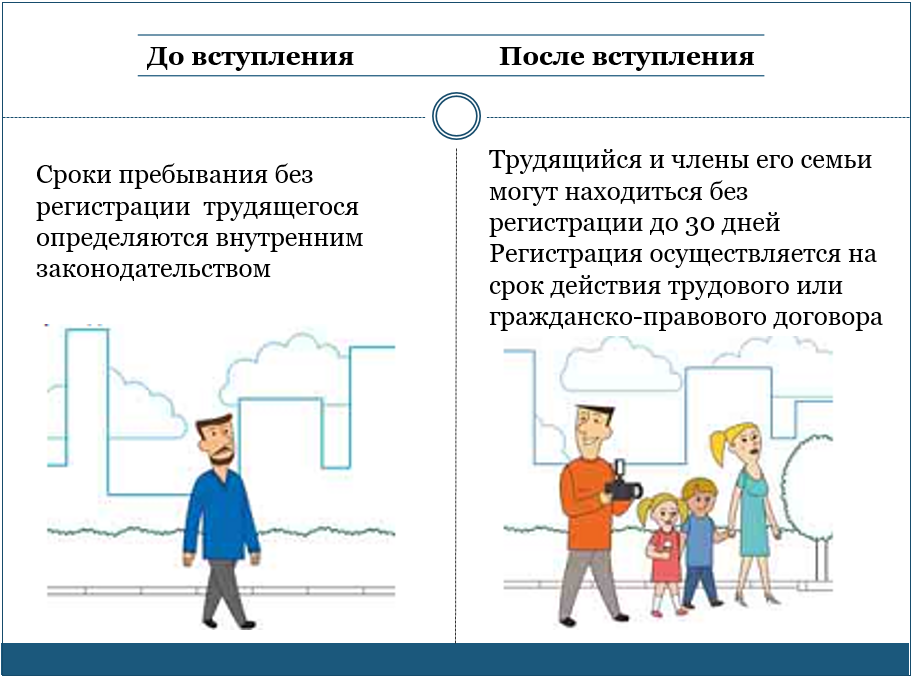 До вступления
После вступления
Сроки пребывания без
регистрации трудящегося
определяются внутренним
законодательством
Трудящийся и члены его семьи
могут находиться без
регистрации до 30 дней
Регистрация осуществляется на
срок действия трудового или
гражданско-правового договора